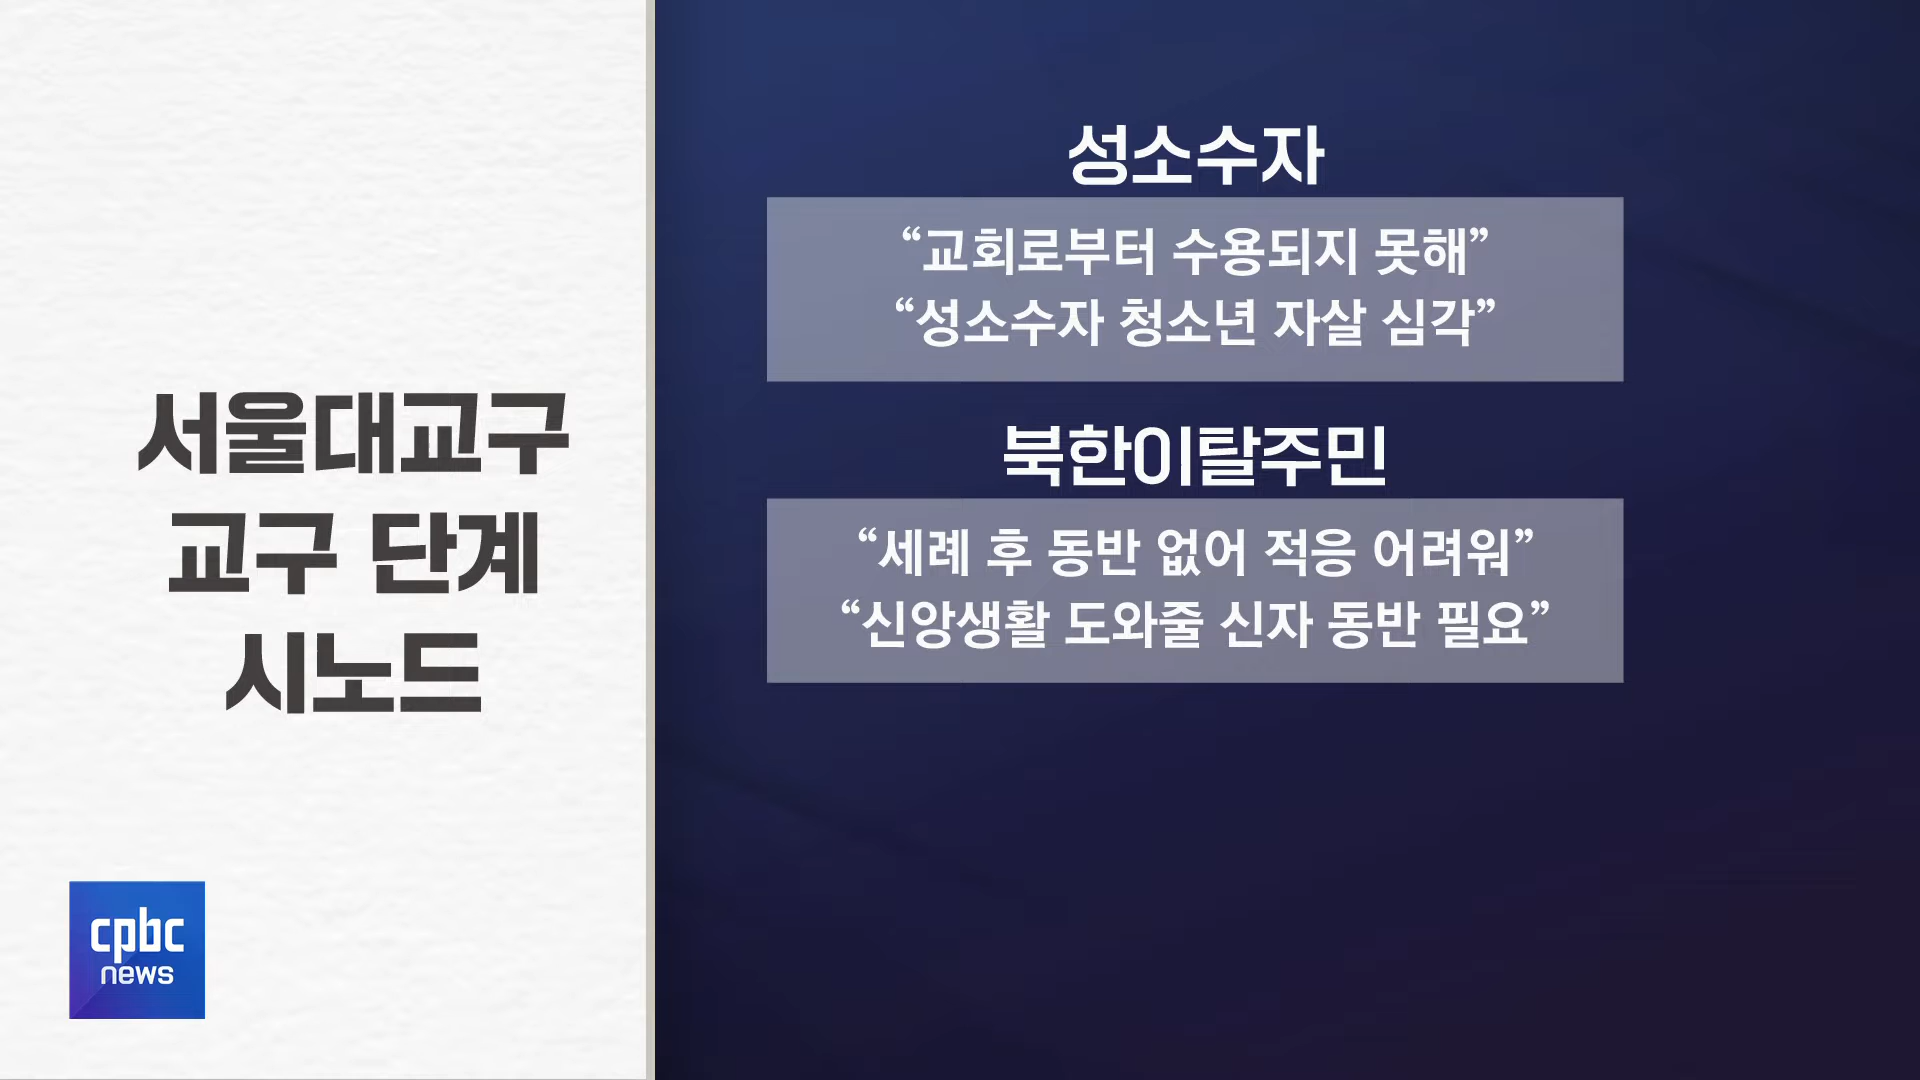 서울대교구
교구 단계
시노드
cpbc
news
성소수자
“교회로부터 수용되지 못해”
“성소수자 청소년 자살 심각”
북한이탈주민
“세례 후 동반 없어 적응 어려워”
“신앙생활 도와줄 신자 동반 필요”